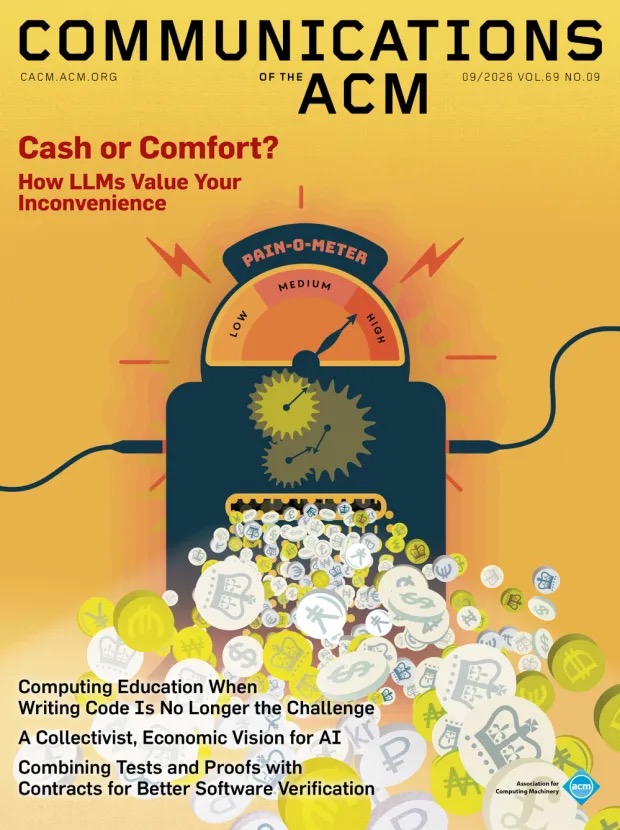 COMMUNICATIONS
CACM.ACM.ORG
OF THE
ACM
09/2026 VOL.69 NO.09
Cash or Comfort?
How LLMs Value Your
Inconvenience
PAIN-O-METER
LOW
MEDIUM
HIGH
Computing Education When
Writing Code Is No Longer the Challenge
A Collectivist, Economic Vision for AI
Combining Tests and Proofs with
Contracts for Better Software Verification
Association for
Computing Machinery
acm